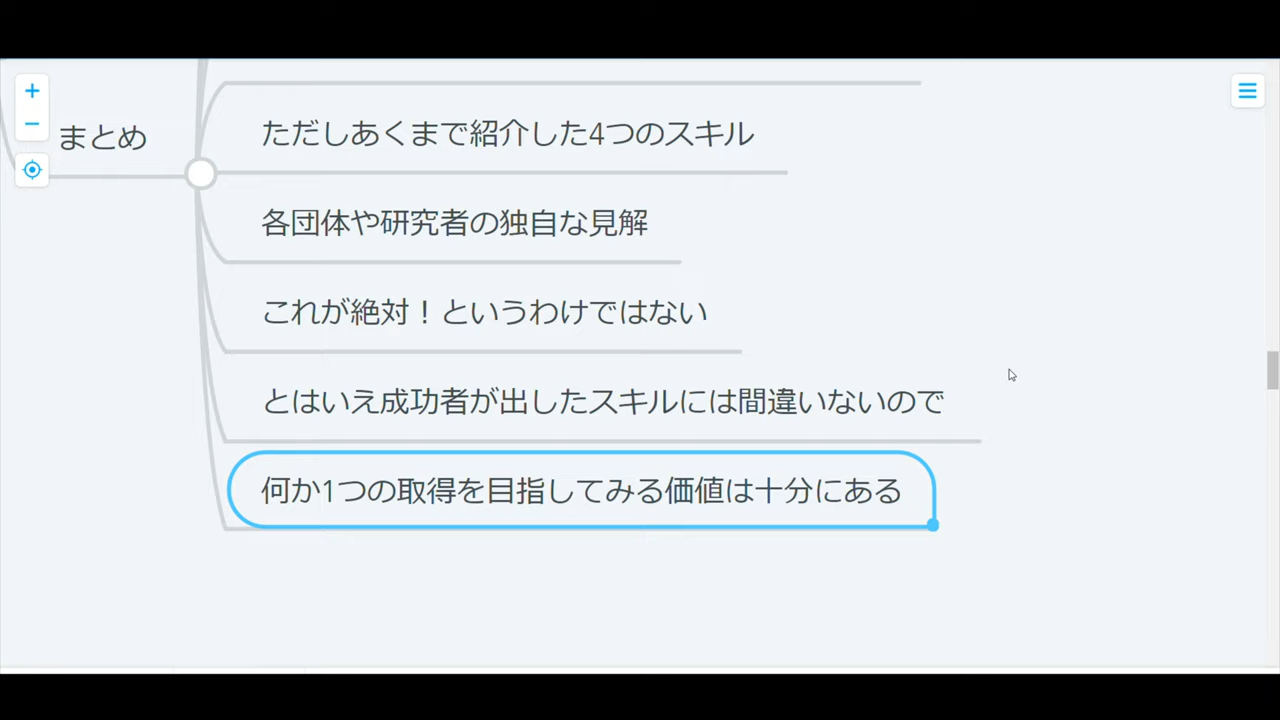 まとめ
ただしあくまで紹介した4つのスキル
各団体や研究者の独自な見解
これが絶対！というわけではない
とはいえ成功者が出したスキルには間違いないので
何か1つの取得を目指してみる価値は十分にある